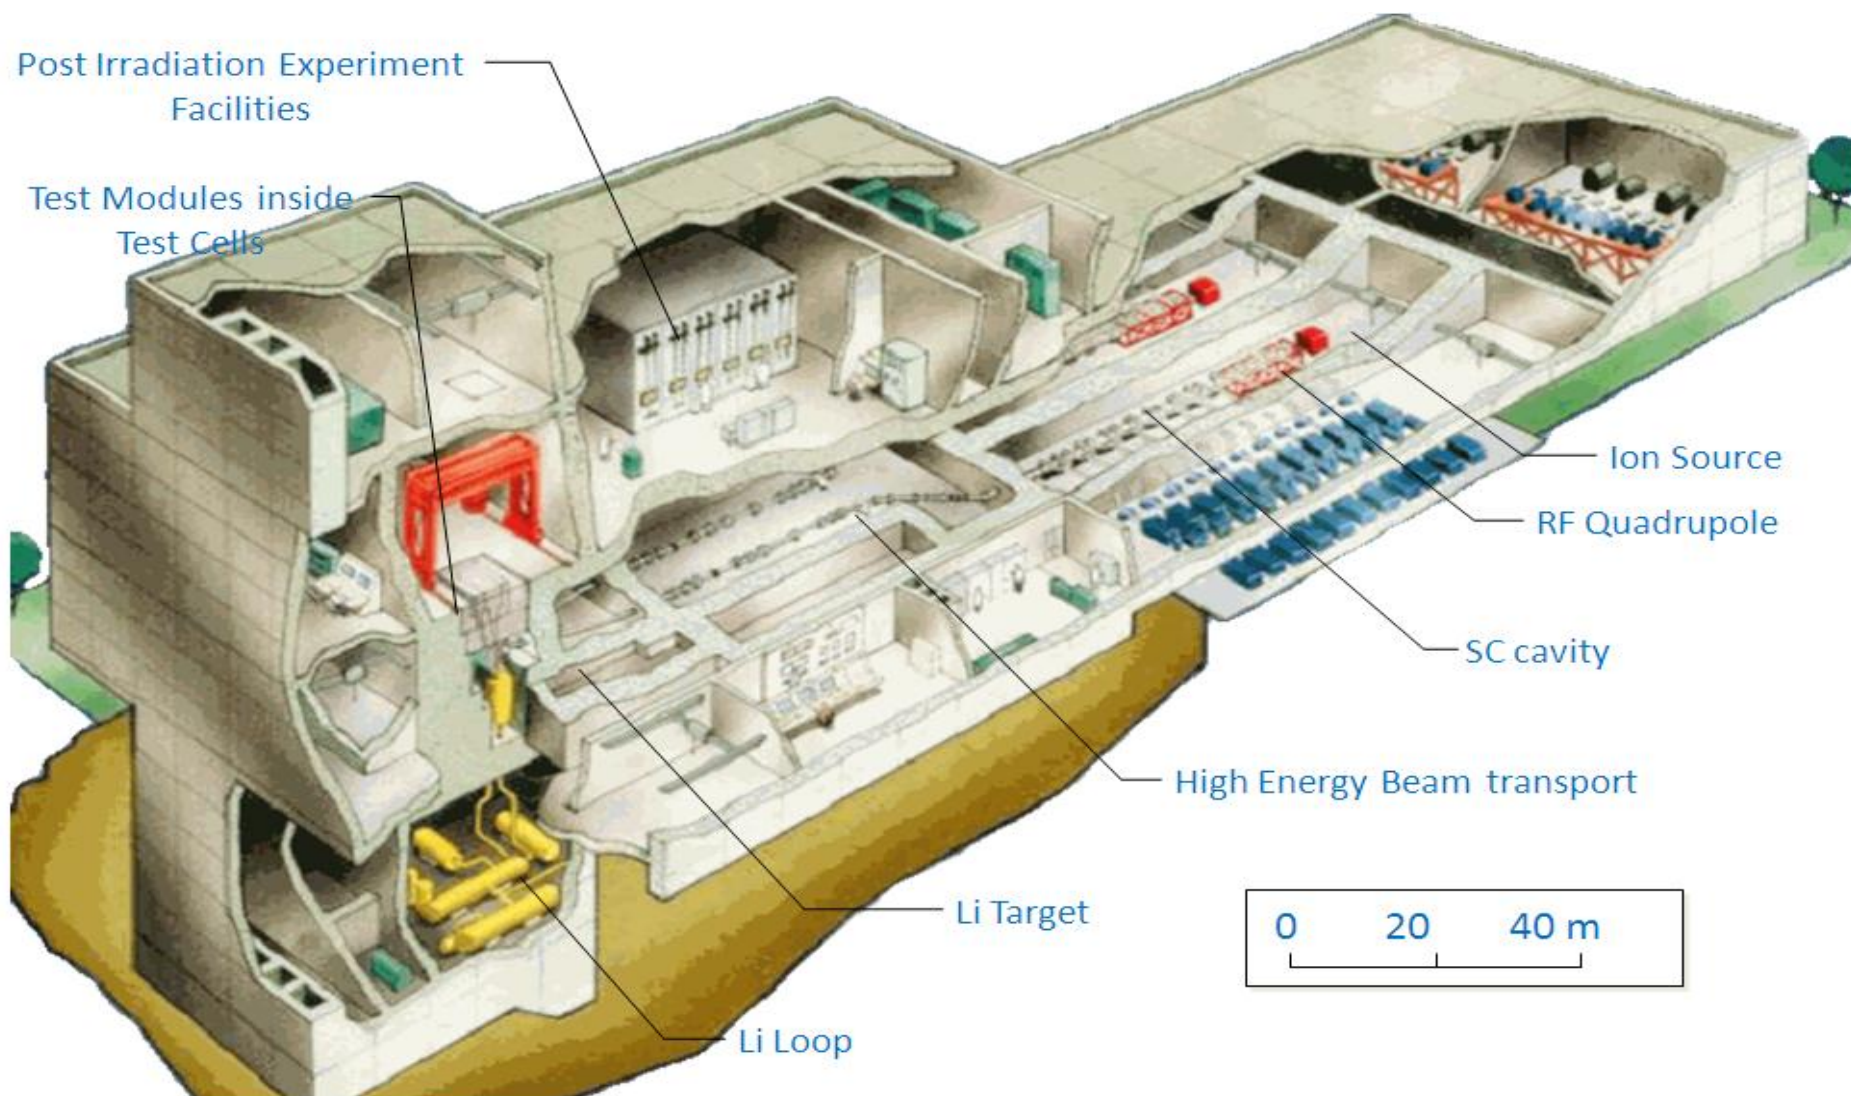 Post Irradiation Experiment
Facilities
Test Modules inside
Test Cells
Ion Source
RF Quadrupole
SC cavity
High Energy Beam transport
Li Target
0 20 40 m
Li Loop